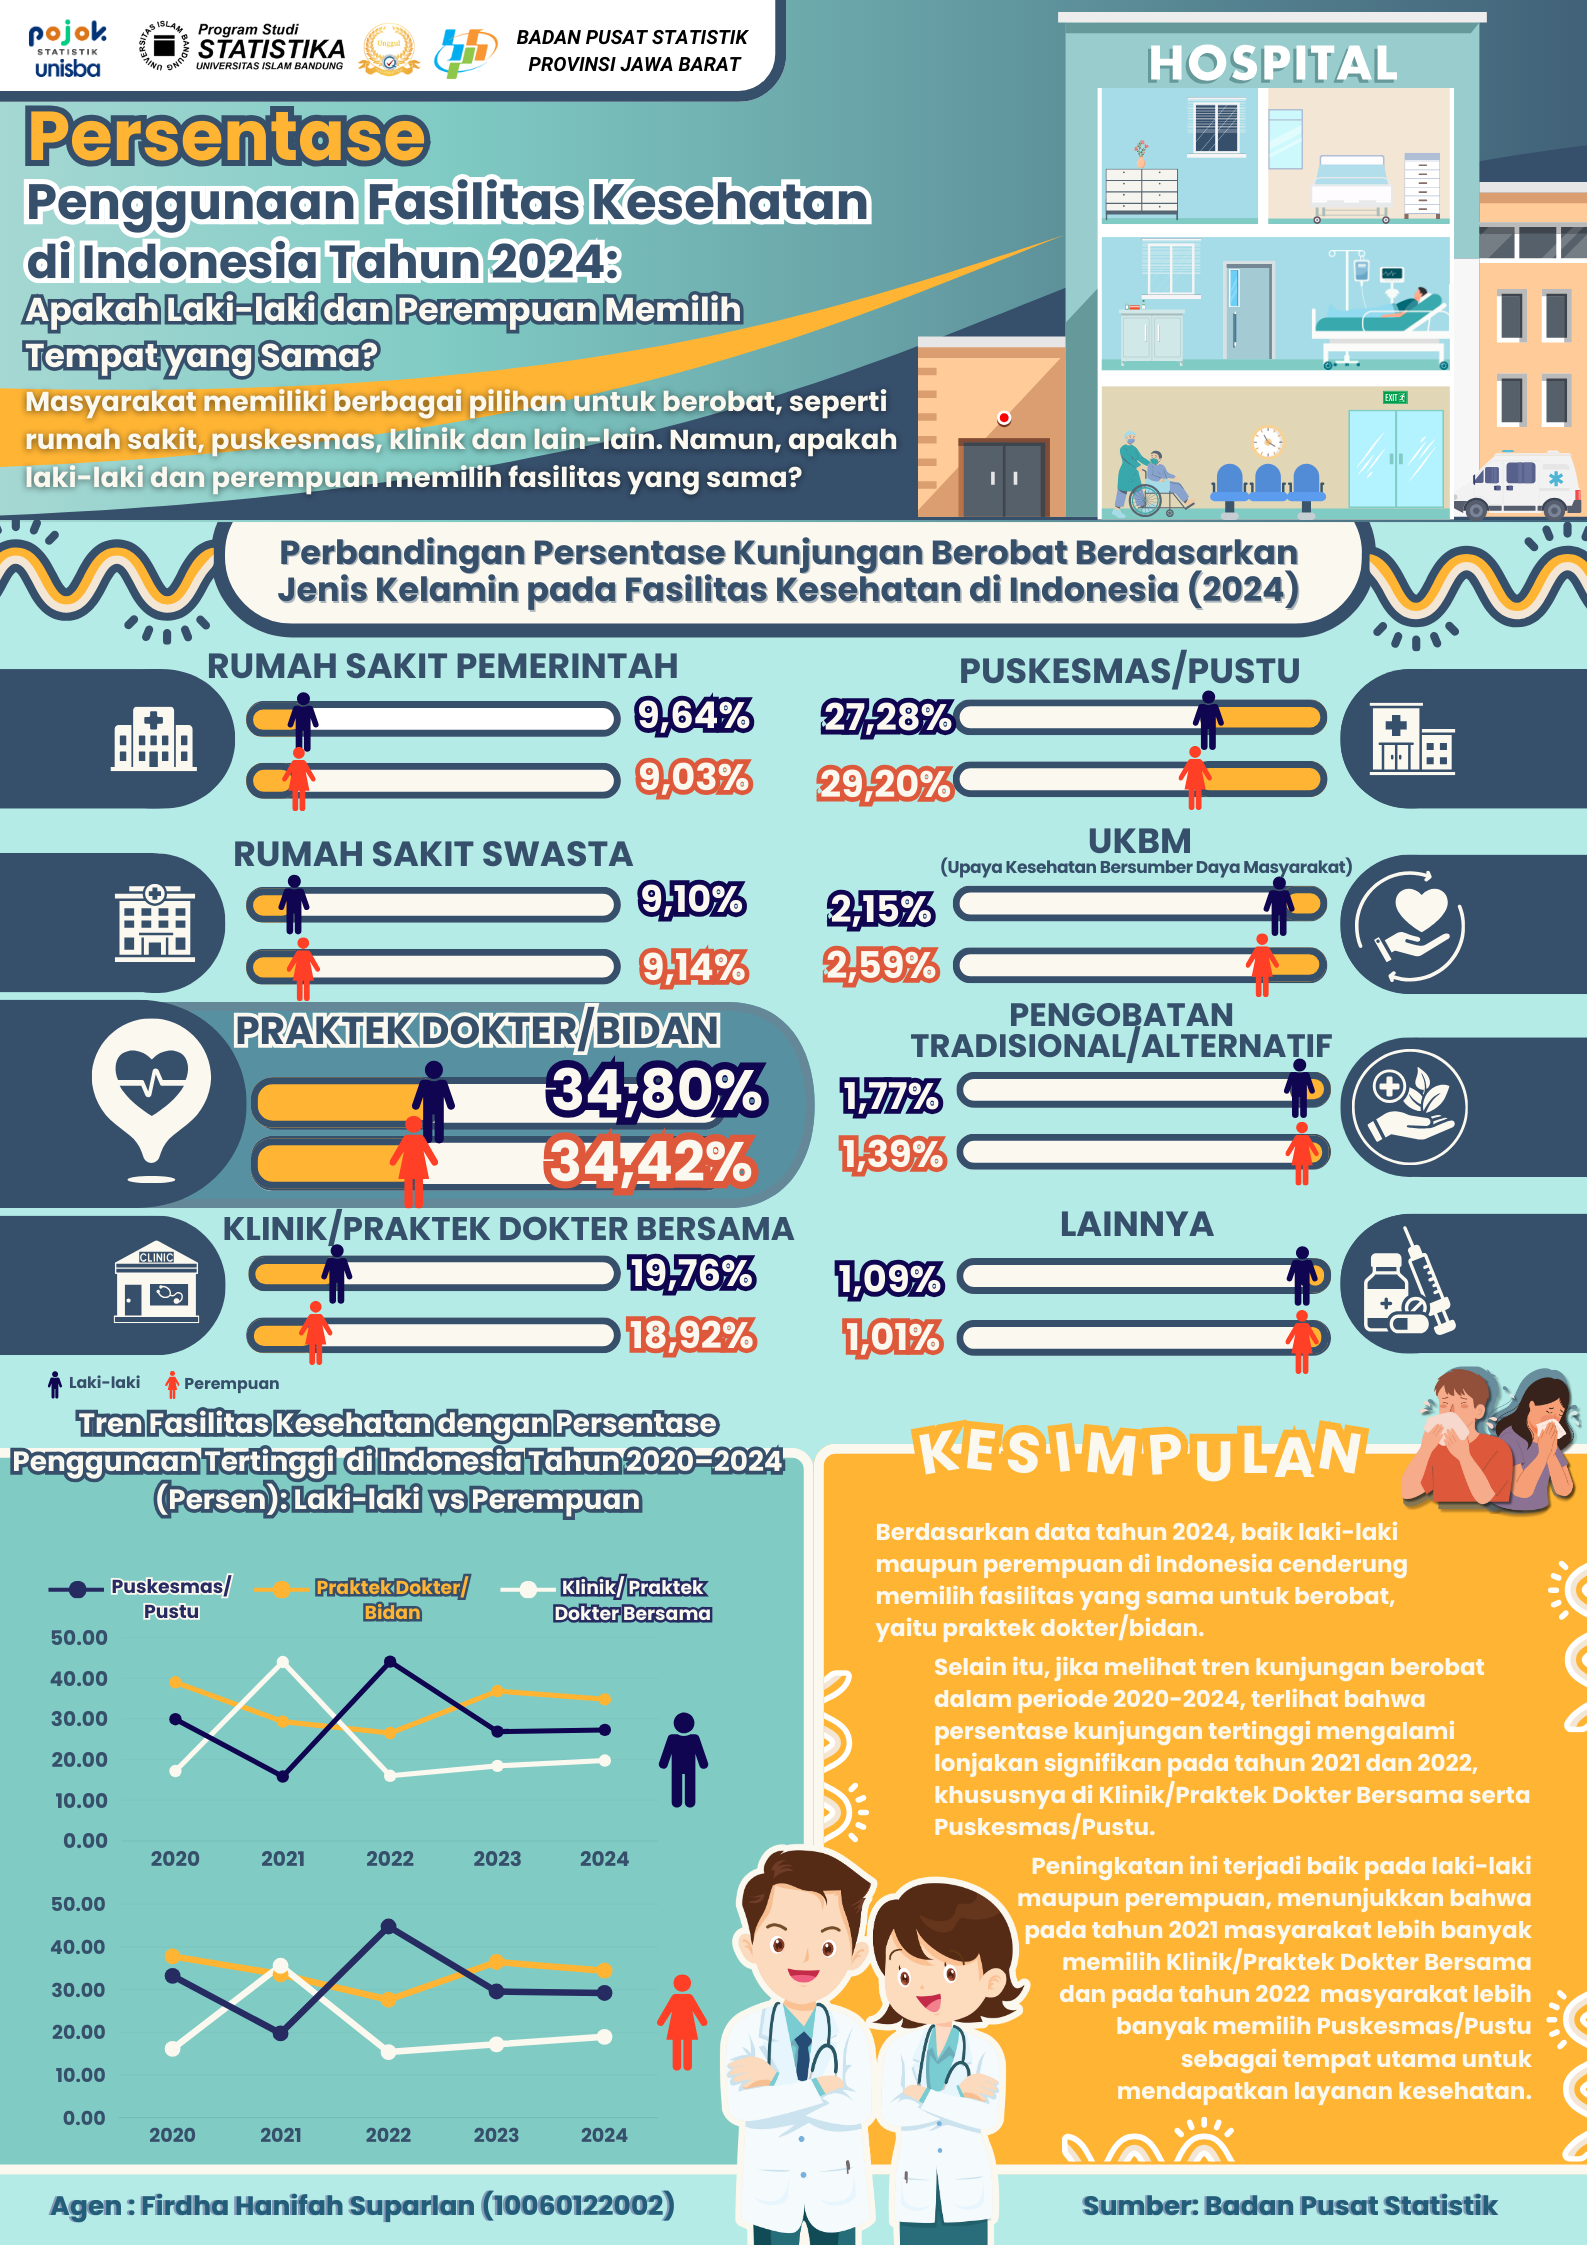 pojok
STATISTIK
unisba
UNIVERSITAS ISLAM BANDUNG
Program Studi
STATISTIKA
UNIVERSITAS ISLAM BANDUNG
Unggul
BADAN PUSAT STATISTIK
PROVINSI JAWA BARAT
HOSPITAL
EXIT
Persentase
Penggunaan Fasilitas Kesehatan
di Indonesia Tahun 2024:
Apakah Laki-laki dan Perempuan Memilih
Tempat yang Sama?
Masyarakat memiliki berbagai pilihan untuk berobat, seperti
rumah sakit, puskesmas, klinik dan lain-lain. Namun, apakah
laki-laki dan perempuan memilih fasilitas yang sama?
Perbandingan Persentase Kunjungan Berobat Berdasarkan
Jenis Kelamin pada Fasilitas Kesehatan di Indonesia (2024)
RUMAH SAKIT PEMERINTAH
9,64%
9,03%
RUMAH SAKIT SWASTA
9,10%
9,14%
PRAKTEK DOKTER/BIDAN
34,80%
34,42%
KLINIK/PRAKTEK DOKTER BERSAMA
CLINIC
19,76%
18,92%
PUSKESMAS/PUSTU
27,28%
29,20%
UKBM
(Upaya Kesehatan Bersumber Daya Masyarakat)
2,15%
2,59%
PENGOBATAN
TRADISIONAL/ALTERNATIF
1,77%
1,39%
LAINNYA
1,09%
1,01%
Laki-laki
Perempuan
Tren Fasilitas Kesehatan dengan Persentase
Penggunaan Tertinggi di Indonesia Tahun 2020–2024
(Persen): Laki-laki vs Perempuan
Puskesmas/
Pustu
Praktek Dokter/
Bidan
Klinik/ Praktek
Dokter Bersama
50.00
40.00
30.00
20.00
10.00
0.00
2020 2021 2022 2023 2024
50.00
40.00
30.00
20.00
10.00
0.00
2020 2021 2022 2023 2024
KESIMPULAN
Berdasarkan data tahun 2024, baik laki-laki
maupun perempuan di Indonesia cenderung
memilih fasilitas yang sama untuk berobat,
yaitu praktek dokter/bidan.
Selain itu, jika melihat tren kunjungan berobat
dalam periode 2020-2024, terlihat bahwa
persentase kunjungan tertinggi mengalami
lonjakan signifikan pada tahun 2021 dan 2022,
khususnya di Klinik/Praktek Dokter Bersama serta
Puskesmas/Pustu.
Peningkatan ini terjadi baik pada laki-laki
maupun perempuan, menunjukkan bahwa
pada tahun 2021 masyarakat lebih banyak
memilih Klinik/Praktek Dokter Bersama
dan pada tahun 2022 masyarakat lebih
banyak memilih Puskesmas/Pustu
sebagai tempat utama untuk
mendapatkan layanan kesehatan.
Agen : Firdha Hanifah Suparlan (10060122002)
Sumber: Badan Pusat Statistik